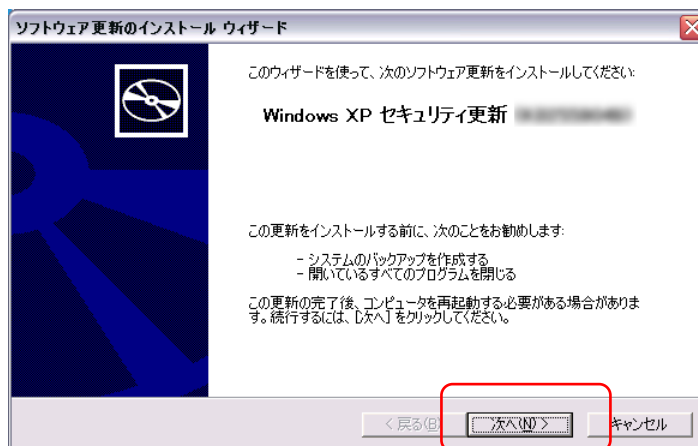 ソフトウェア更新のインストール ウィザード
このウィザードを使って、次のソフトウェア更新をインストールしてください:
Windows XP セキュリティ更新
この更新をインストールする前に、次のことをお勧めします:
- システムのバックアップを作成する
- 開いているすべてのプログラムを閉じる
この更新の完了後、コンピュータを再起動する必要がある場合がありま
す。続行するには、[次へ] をクリックしてください。
< 戻る(B) 次へ(N) > キャンセル